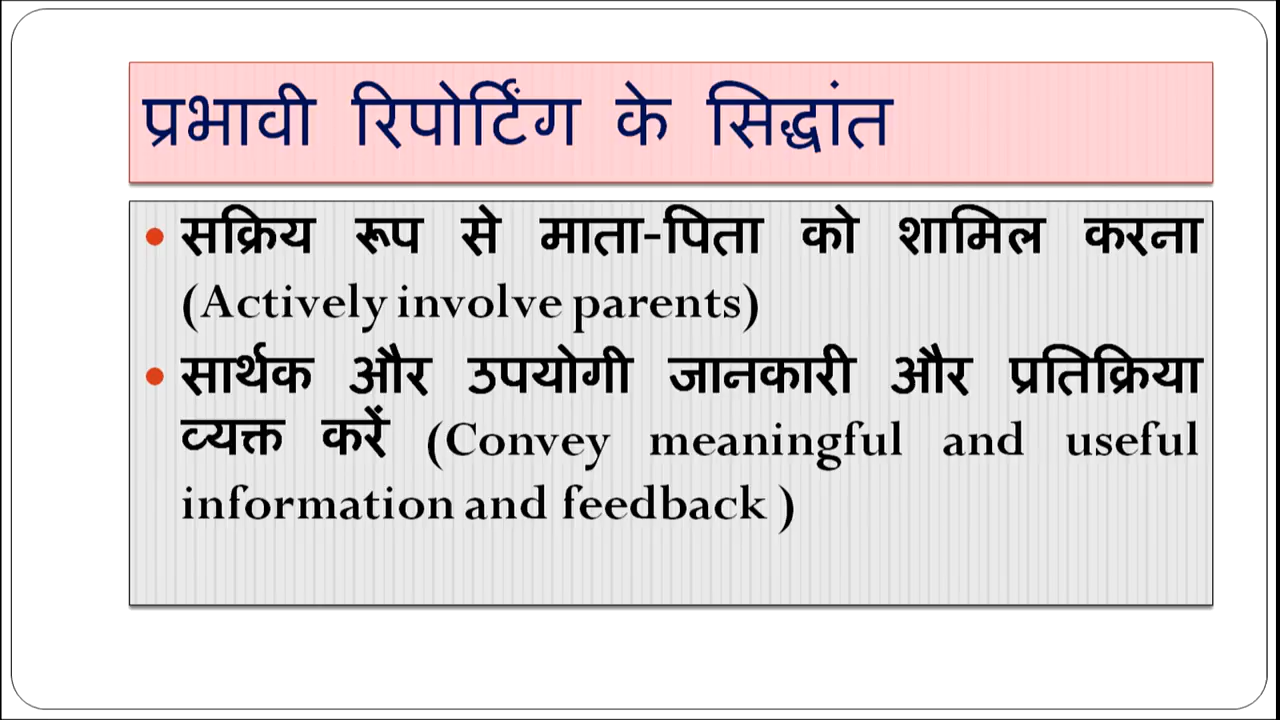 प्रभावी रिपोर्टिंग के सिद्धांत
• सक्रिय रूप से माता-पिता को शामिल करना
(Actively involve parents)
• सार्थक और उपयोगी जानकारी और प्रतिक्रिया
व्यक्त करें (Convey meaningful and useful
information and feedback )